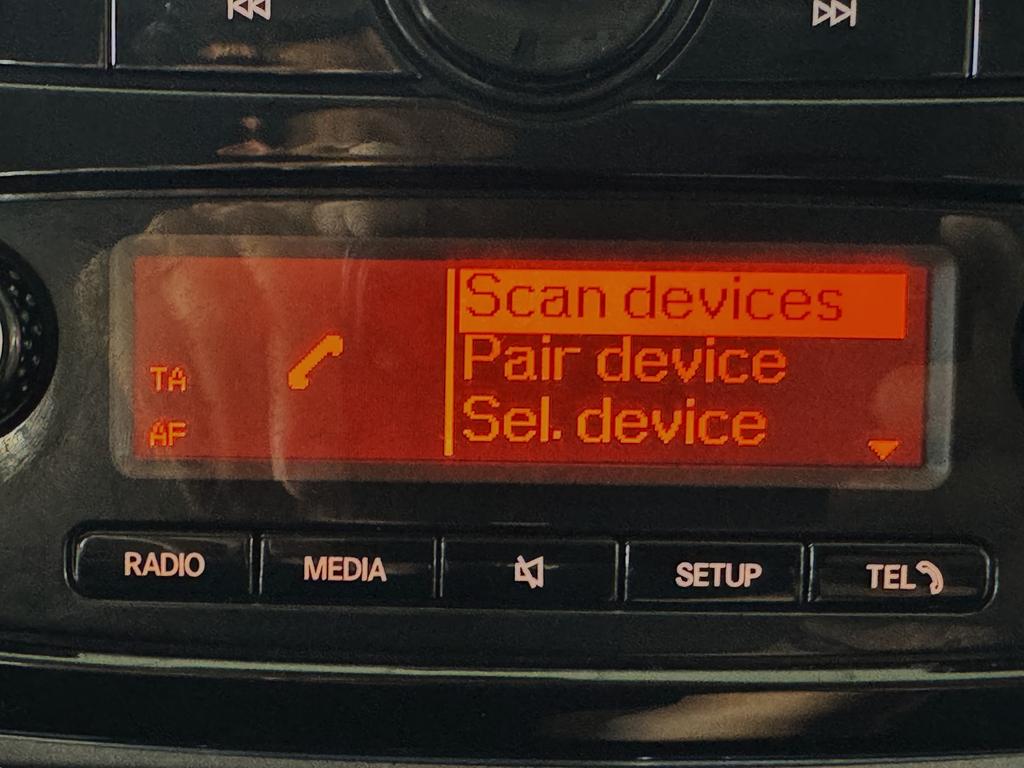 Scan devices
Pair device
TA
Sel. device
AF
RADIO MEDIA SETUP TEL